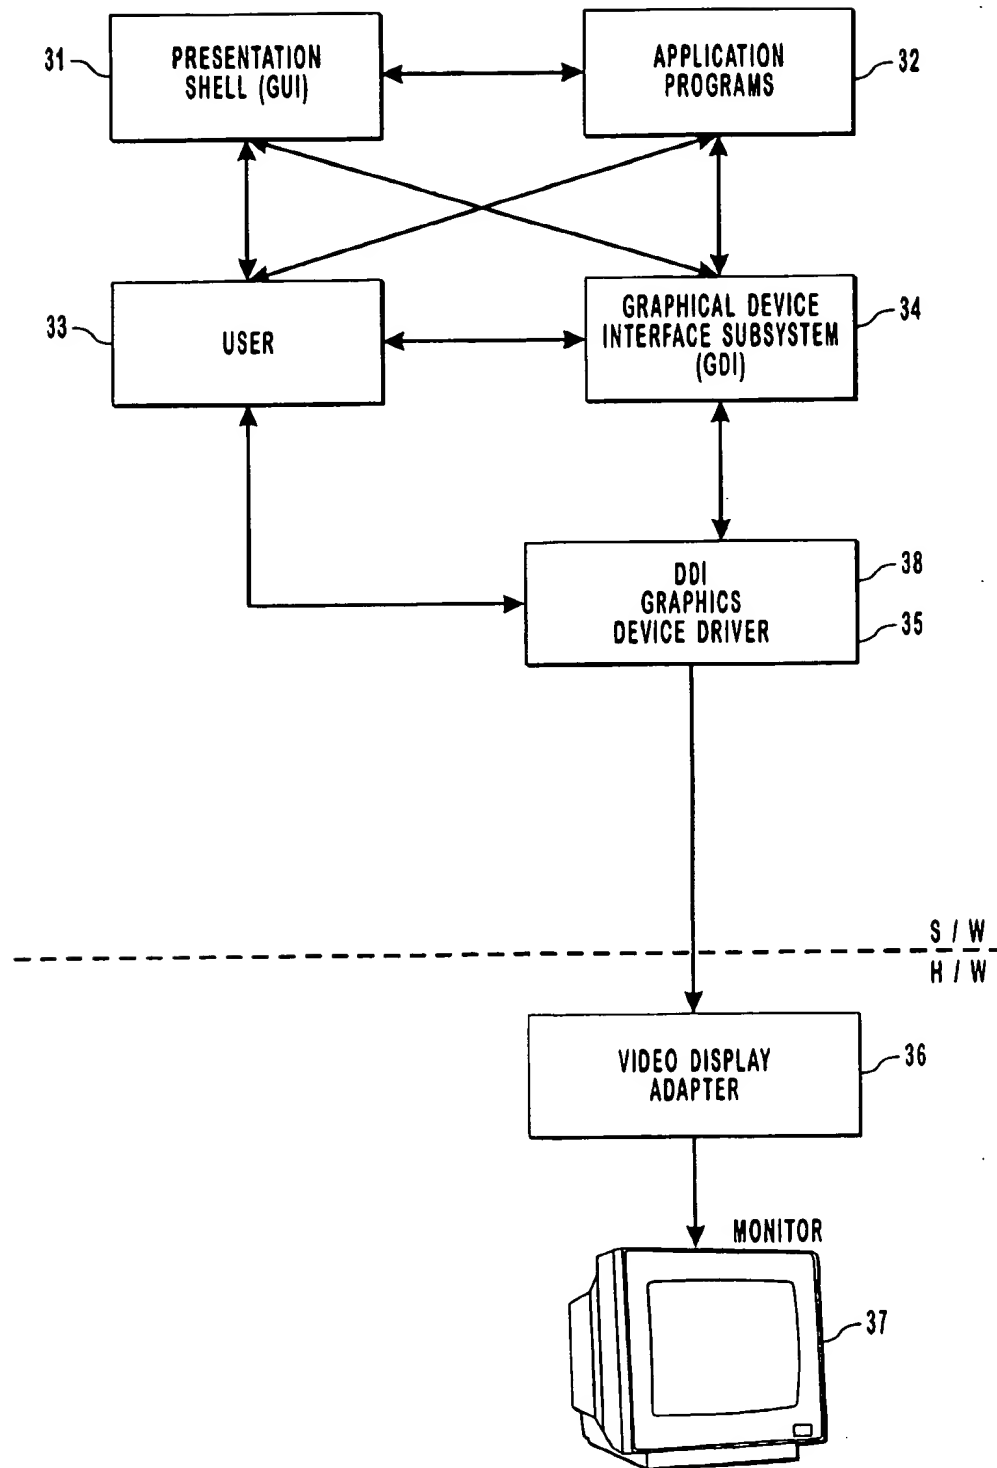 31
PRESENTATION
SHELL (GUI)
APPLICATION
PROGRAMS
32
33
USER
GRAPHICAL DEVICE
INTERFACE SUBSYSTEM
(GDI)
34
DDI
GRAPHICS
DEVICE DRIVER
38
35
S / W
H / W
VIDEO DISPLAY
ADAPTER
36
MONITOR
37